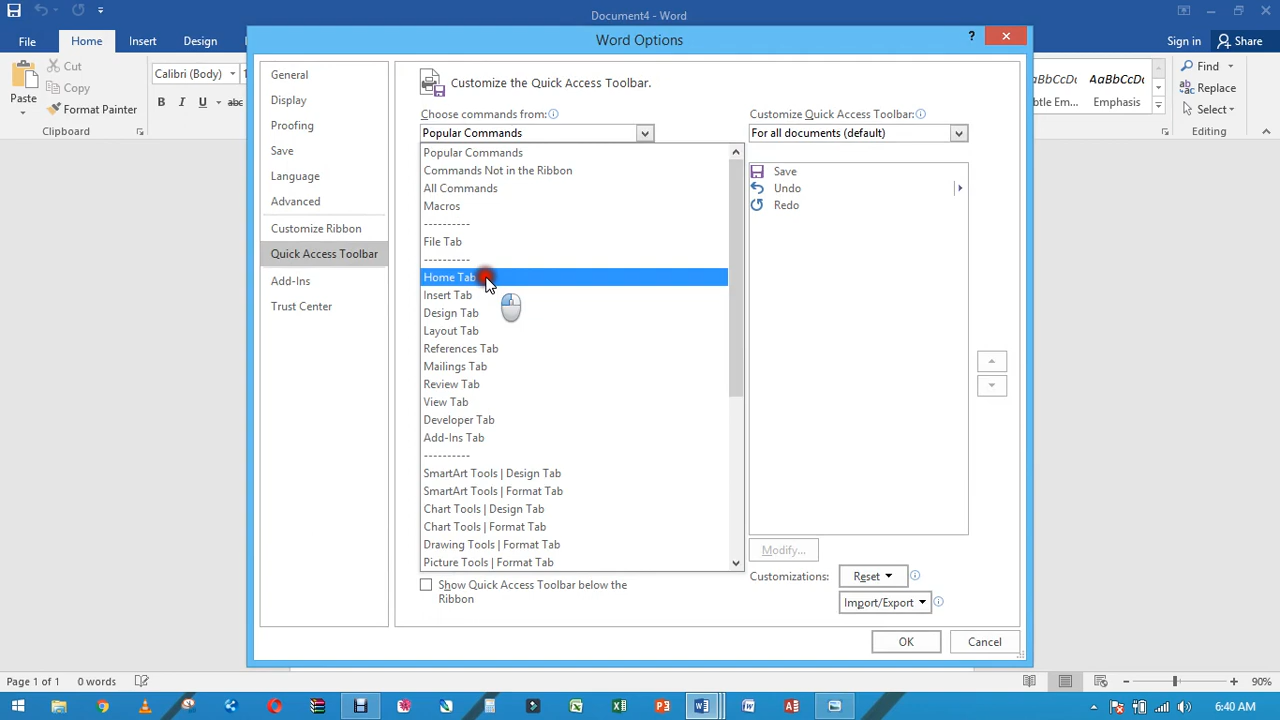 Document4 - Word
File
Home
Insert
Design
Sign in
Share
Word Options
?
Cut
Copy
Paste
Format Painter
Clipboard
Calibri (Body)
B I U abc
AaBbCcDc
tle Em...
Emphasis
Find
Replace
Select
Editing
General
Display
Proofing
Save
Language
Advanced
Customize Ribbon
Quick Access Toolbar
Add-Ins
Trust Center
Customize the Quick Access Toolbar.
Choose commands from:
Popular Commands
Popular Commands
Commands Not in the Ribbon
All Commands
Macros
----------
File Tab
----------
Home Tab
Insert Tab
Design Tab
Layout Tab
References Tab
Mailings Tab
Review Tab
View Tab
Developer Tab
Add-Ins Tab
----------
SmartArt Tools | Design Tab
SmartArt Tools | Format Tab
Chart Tools | Design Tab
Chart Tools | Format Tab
Drawing Tools | Format Tab
Picture Tools | Format Tab
Show Quick Access Toolbar below the
Ribbon
Customize Quick Access Toolbar:
For all documents (default)
Save
Undo
Redo
Modify...
Customizations:
Reset
Import/Export
OK
Cancel
Page 1 of 1
0 words
90%
6:40 AM